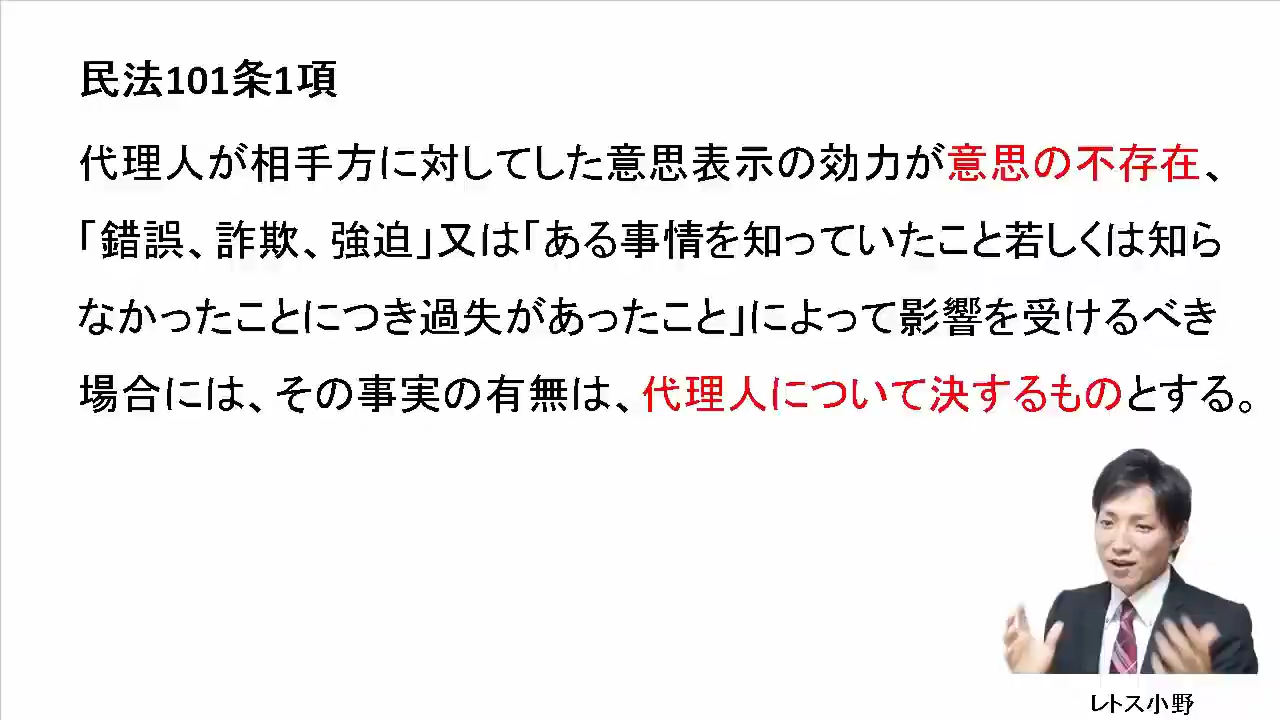 民法101条1項
代理人が相手方に対してした意思表示の効力が意思の不存在、
「錯誤、詐欺、強迫」又は「ある事情を知っていたこと若しくは知ら
なかったことにつき過失があったこと」によって影響を受けるべき
場合には、その事実の有無は、代理人について決するものとする。
レトス小野